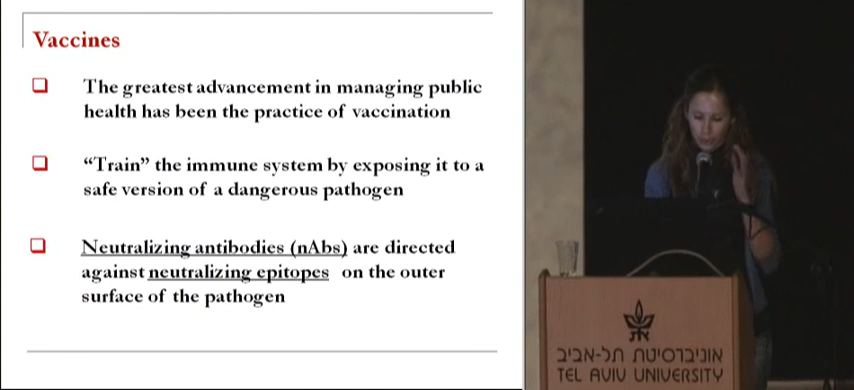 Vaccines
The greatest advancement in managing public
health has been the practice of vaccination
“Train” the immune system by exposing it to a
safe version of a dangerous pathogen
Neutralizing antibodies (nAbs) are directed
against neutralizing epitopes on the outer
surface of the pathogen
אוניברסיטת תל-אביב
TEL AVIV UNIVERSITY